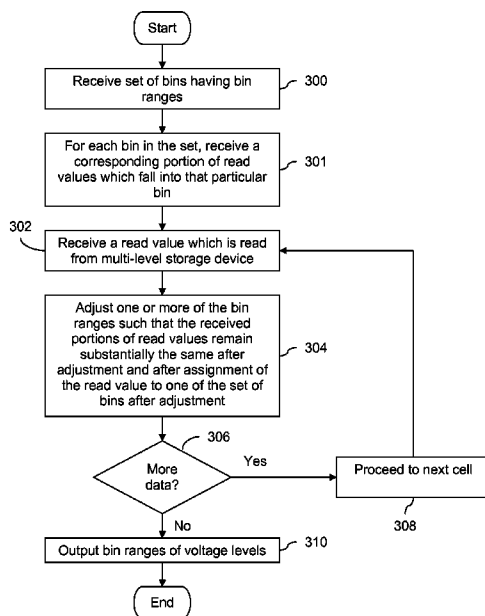 Start
Receive set of bins having bin
ranges
300
For each bin in the set, receive a
corresponding portion of read
values which fall into that particular
bin
301
302
Receive a read value which is read
from multi-level storage device
Adjust one or more of the bin
ranges such that the received
portions of read values remain
substantially the same after
adjustment and after assignment of
the read value to one of the set of
bins after adjustment
304
306
More
data?
Yes
Proceed to next cell
308
No
Output bin ranges of voltage levels
310
End